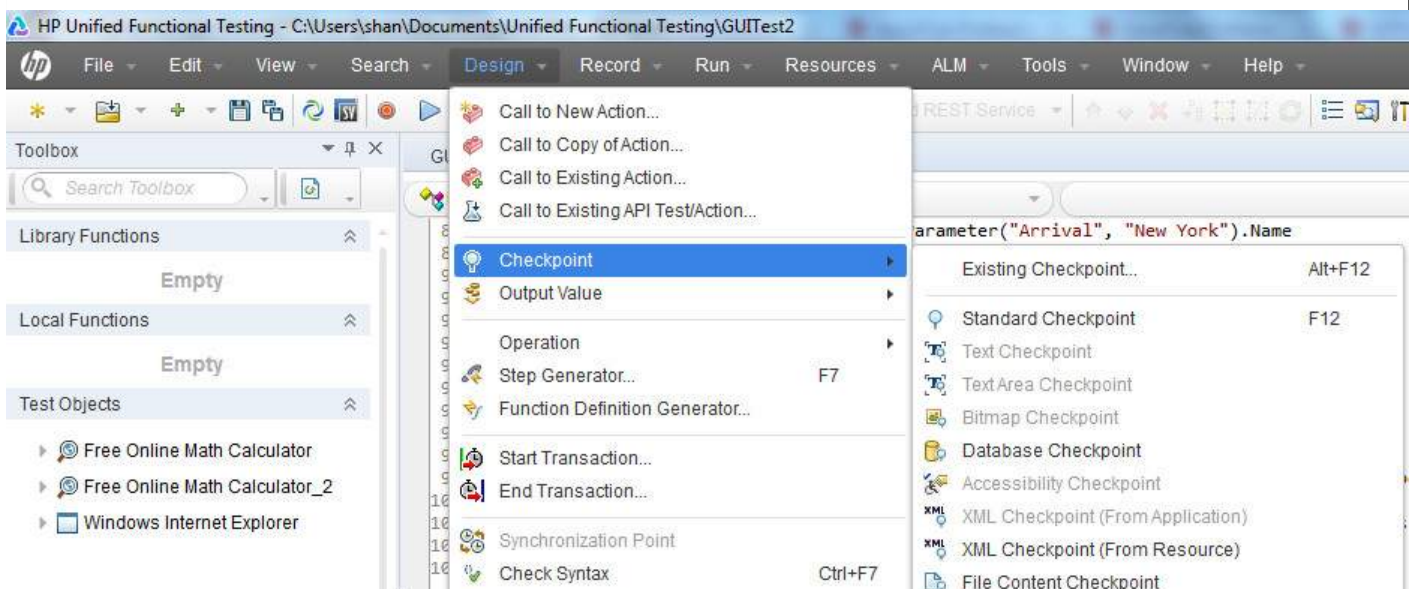 HP Unified Functional Testing - C:\Users\shan\Documents\Unified Functional Testing\GUITest2
hp File Edit View Search Design Record Run Resources ALM Tools Window Help
SV REST Service
Toolbox
Search Toolbox
Library Functions
Empty
Local Functions
Empty
Test Objects
Free Online Math Calculator
Free Online Math Calculator_2
Windows Internet Explorer
Call to New Action...
Call to Copy of Action...
Call to Existing Action...
Call to Existing API Test/Action...
Checkpoint
Output Value
Operation
Step Generator... F7
Function Definition Generator...
Start Transaction...
End Transaction...
Synchronization Point
Check Syntax Ctrl+F7
arameter("Arrival", "New York").Name
Existing Checkpoint... Alt+F12
Standard Checkpoint F12
Text Checkpoint
Text Area Checkpoint
Bitmap Checkpoint
Database Checkpoint
Accessibility Checkpoint
XML Checkpoint (From Application)
XML Checkpoint (From Resource)
File Content Checkpoint